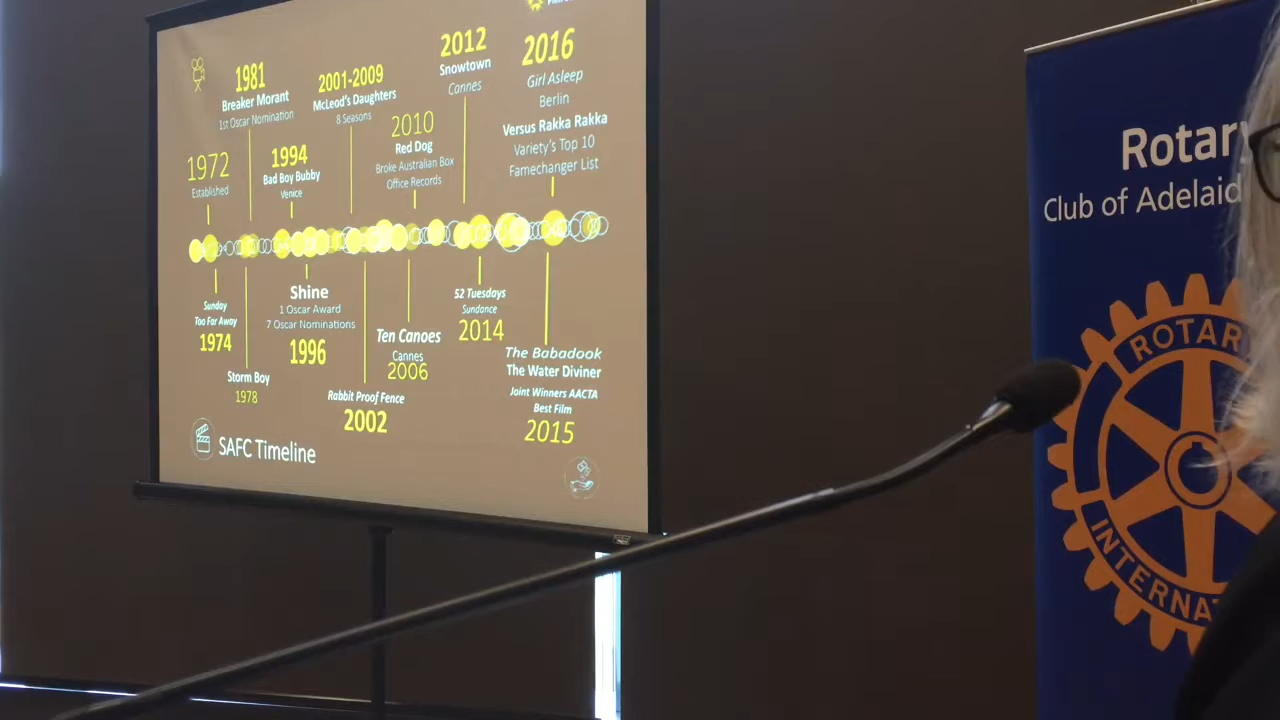 1972
Established
1981
Breaker Morant
1st Oscar Nomination
1994
Bad Boy Bubby
Venice
2001-2009
McLeod's Daughters
8 Seasons
2010
Red Dog
Broke Australian Box
Office Records
2012
Snowtown
Cannes
2016
Girl Asleep
Berlin
Versus Rakka Rakka
Variety's Top 10
Famechanger List
Sunday
Too Far Away
1974
Storm Boy
1978
Shine
1 Oscar Award
7 Oscar Nominations
1996
Rabbit Proof Fence
2002
Ten Canoes
Cannes
2006
52 Tuesdays
Sundance
2014
The Babadook
The Water Diviner
Joint Winners AACTA
Best Film
2015
SAFC Timeline
Rotary
Club of Adelaid
ROTAR
INTERNA